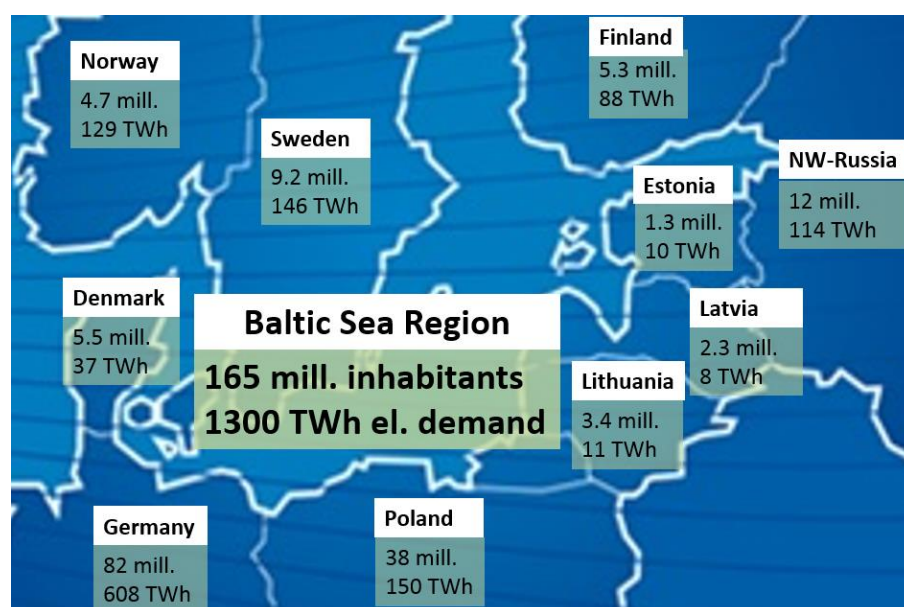 Norway
4.7 mill.
129 TWh
Sweden
9.2 mill.
146 TWh
Finland
5.3 mill.
88 TWh
NW-Russia
12 mill.
114 TWh
Estonia
1.3 mill.
10 TWh
Denmark
5.5 mill.
37 TWh
Baltic Sea Region
165 mill. inhabitants
1300 TWh el. demand
Latvia
2.3 mill.
8 TWh
Lithuania
3.4 mill.
11 TWh
Germany
82 mill.
608 TWh
Poland
38 mill.
150 TWh